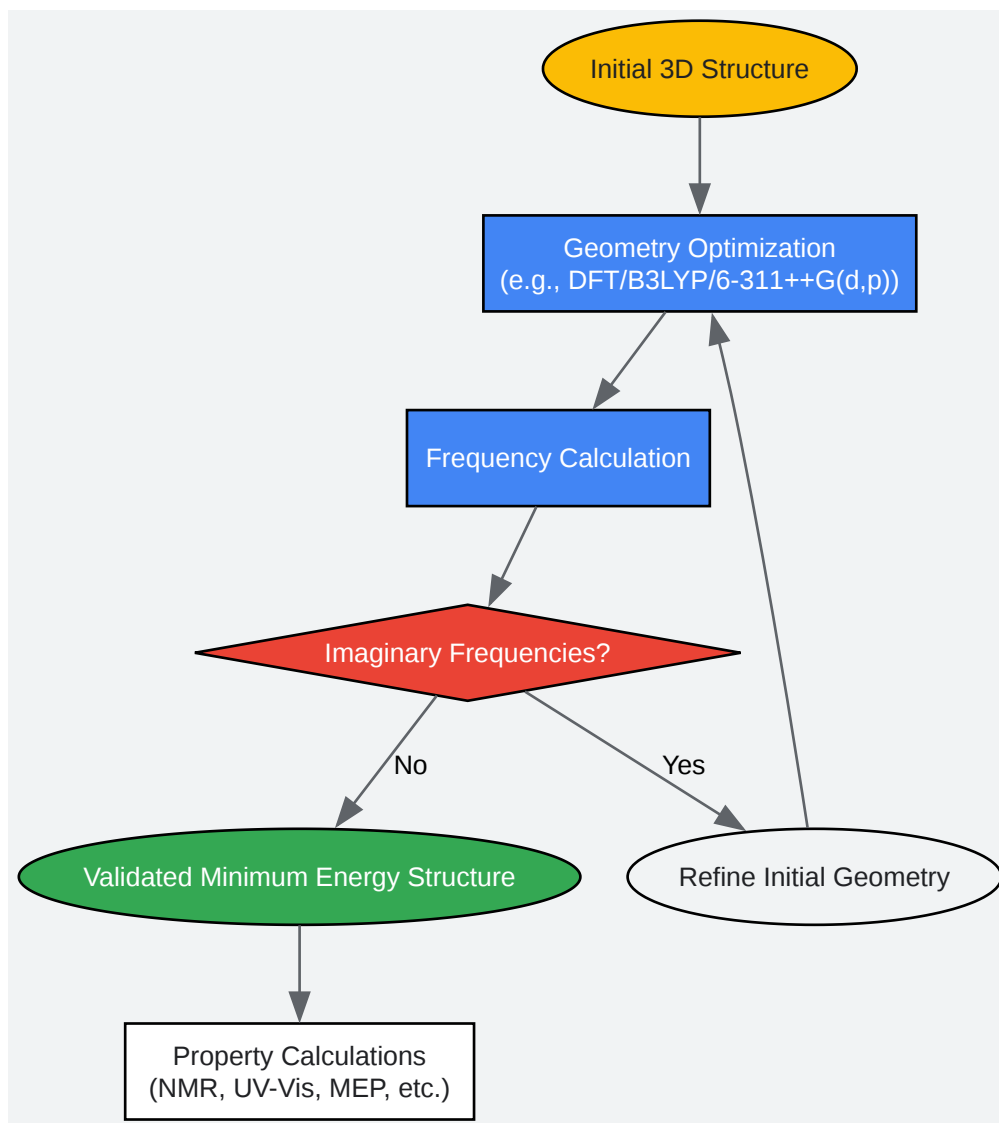 Initial 3D Structure
Geometry Optimization
(e.g., DFT/B3LYP/6-311++G(d,p))
Frequency Calculation
Imaginary Frequencies?
No
Yes
Validated Minimum Energy Structure
Refine Initial Geometry
Property Calculations
(NMR, UV-Vis, MEP, etc.)